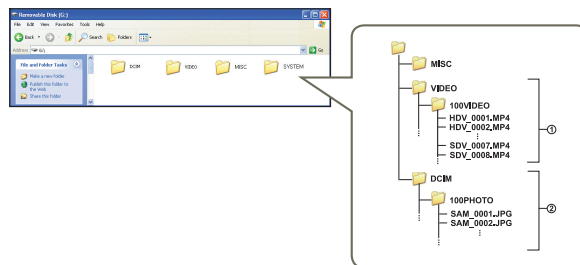 Removable Disk (G:)
File Edit View Favorites Tools Help
Back Search Folders
Address G:\ Go
File and Folder Tasks
Make a new folder
Publish this folder to the Web
Share this folder
DCIM VIDEO MISC SYSTEM
MISC
VIDEO
100VIDEO
HDV_0001.MP4
HDV_0002.MP4
SDV_0007.MP4
SDV_0008.MP4
①
DCIM
100PHOTO
SAM_0001.JPG
SAM_0002.JPG
②